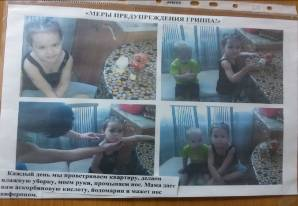 «МЕРЫ ПРЕДУПРЕЖДЕНИЯ ГРИППА!»
Каждый день мы проветриваем квартиру, делаем
влажную уборку, моем руки, промываем нос. Мама дает
нам аскорбиновую кислоту, поливармин и мажет нос